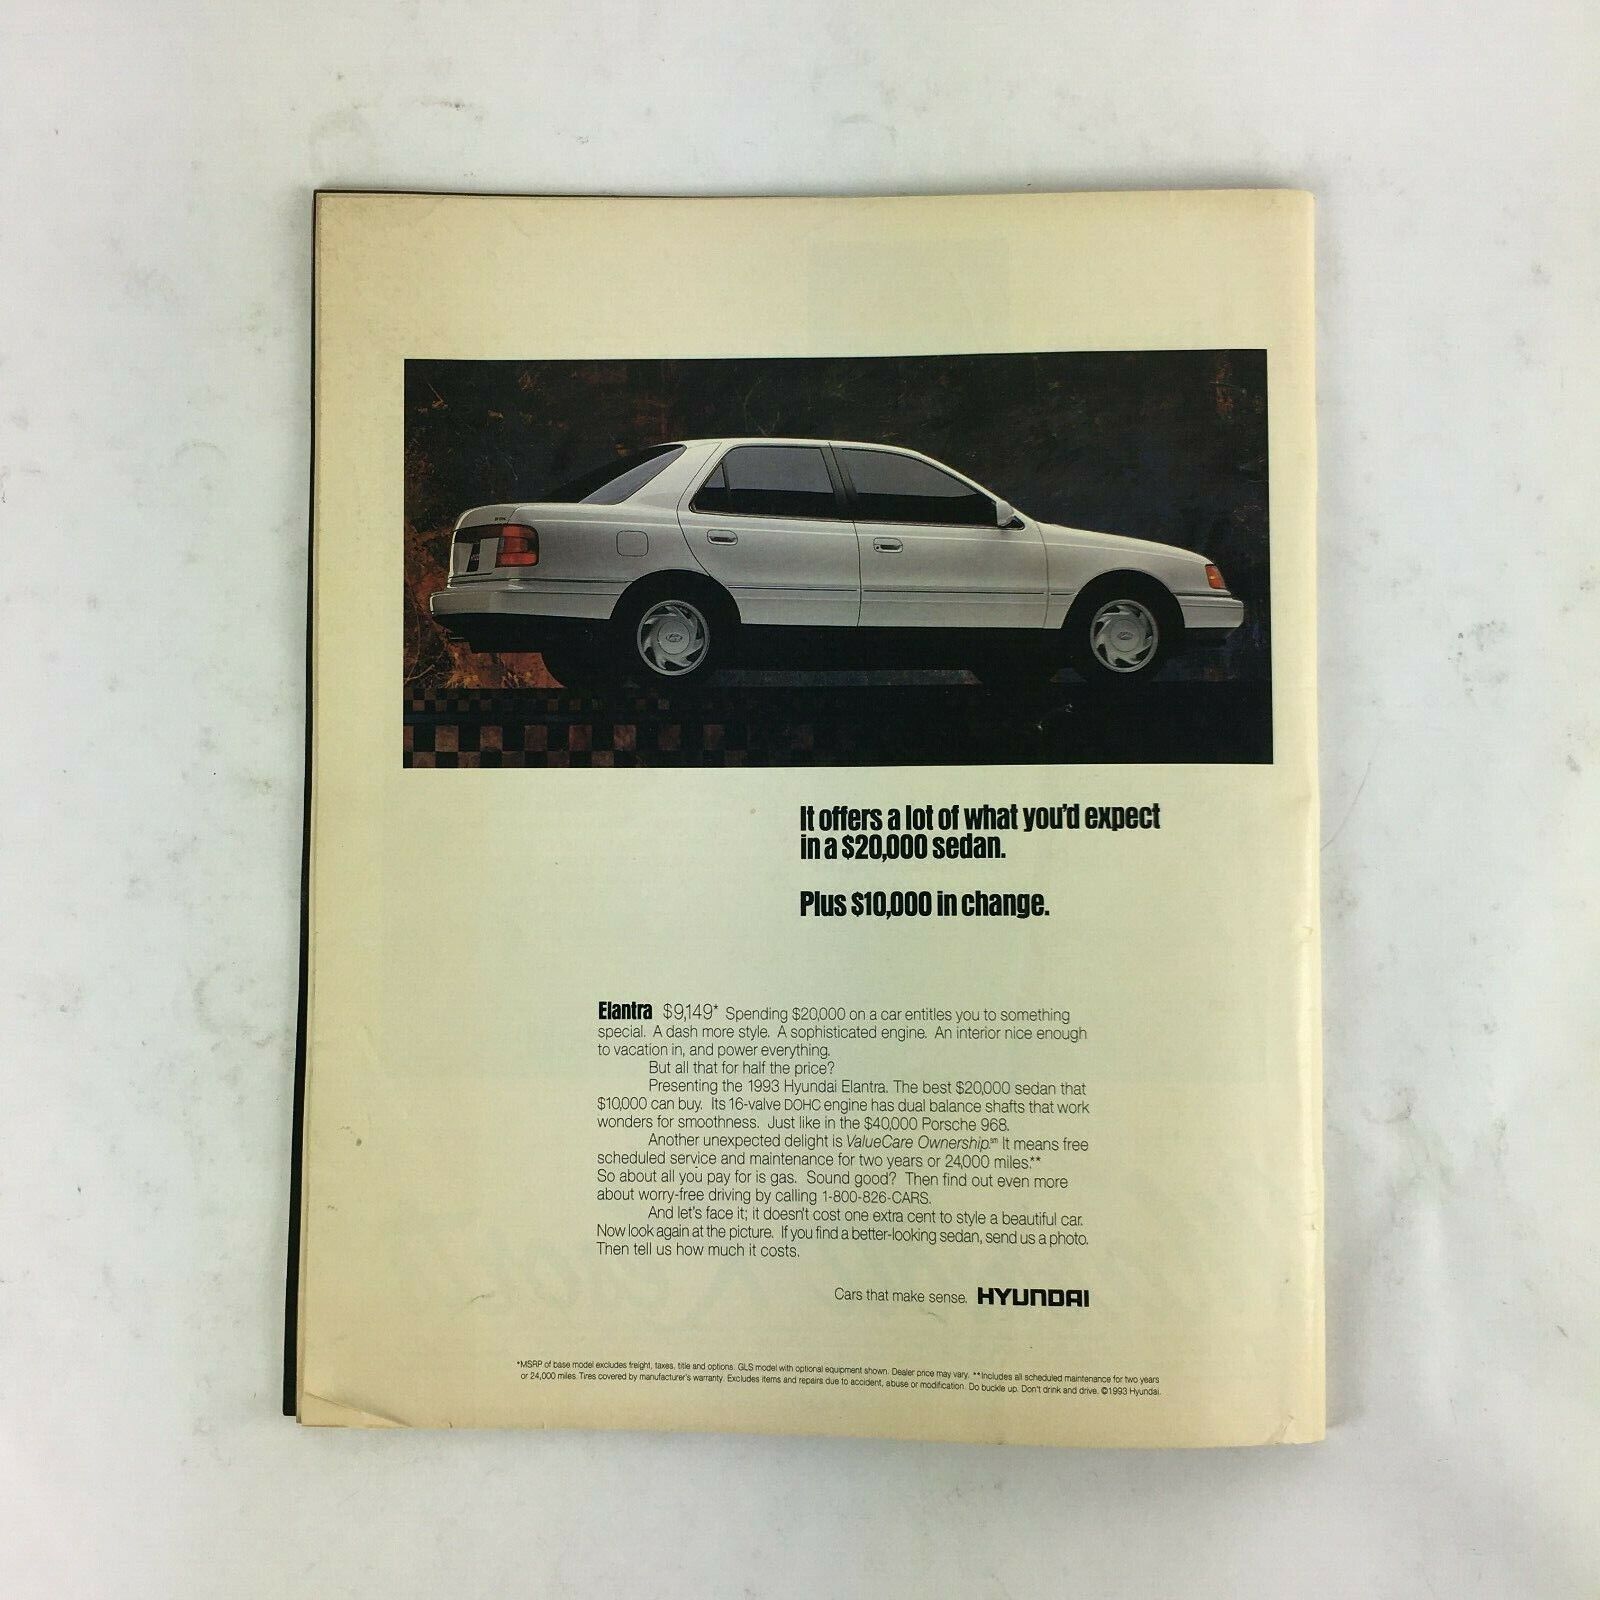 It offers a lot of what you'd expect
in a $20,000 sedan.
Plus $10,000 in change.
Elantra $9,149* Spending $20,000 on a car entitles you to something
special. A dash more style. A sophisticated engine. An interior nice enough
to vacation in, and power everything.
But all that for half the price?
Presenting the 1993 Hyundai Elantra. The best $20,000 sedan that
$10,000 can buy. Its 16-valve DOHC engine has dual balance shafts that work
wonders for smoothness. Just like in the $40,000 Porsche 968.
Another unexpected delight is ValueCare Ownership.℠ It means free
scheduled service and maintenance for two years or 24,000 miles.**
So about all you pay for is gas. Sound good? Then find out even more
about worry-free driving by calling 1-800-826-CARS.
And let's face it; it doesn't cost one extra cent to style a beautiful car.
Now look again at the picture. If you find a better-looking sedan, send us a photo.
Then tell us how much it costs.
Cars that make sense. HYUNDAI
*MSRP of base model excludes freight, taxes, title and options. GLS model with optional equipment shown. Dealer price may vary. **Includes all scheduled maintenance for two years
or 24,000 miles. Tires covered by manufacturer's warranty. Excludes items and repairs due to accident, abuse or modification. Do buckle up. Don't drink and drive. ©1993 Hyundai.